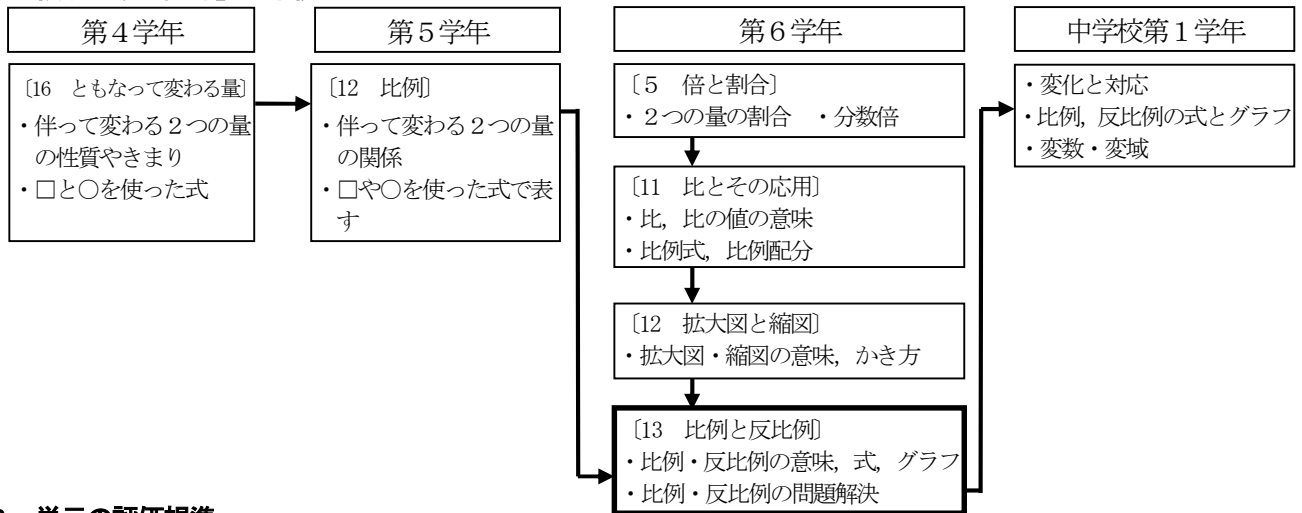 第４学年
第５学年
第６学年
中学校第１学年
〔16　ともなって変わる量〕
・伴って変わる２つの量
の性質やきまり
・□と○を使った式
〔12　比例〕
・伴って変わる２つの量
の関係
・□や○を使った式で表
す
〔５　倍と割合〕
・２つの量の割合　・分数倍
〔11　比とその応用〕
・比，比の値の意味
・比例式，比例配分
〔12　拡大図と縮図〕
・拡大図・縮図の意味，かき方
〔13　比例と反比例〕
・比例・反比例の意味，式，グラフ
・比例・反比例の問題解決
・変化と対応
・比例，反比例の式とグラフ
・変数・変域